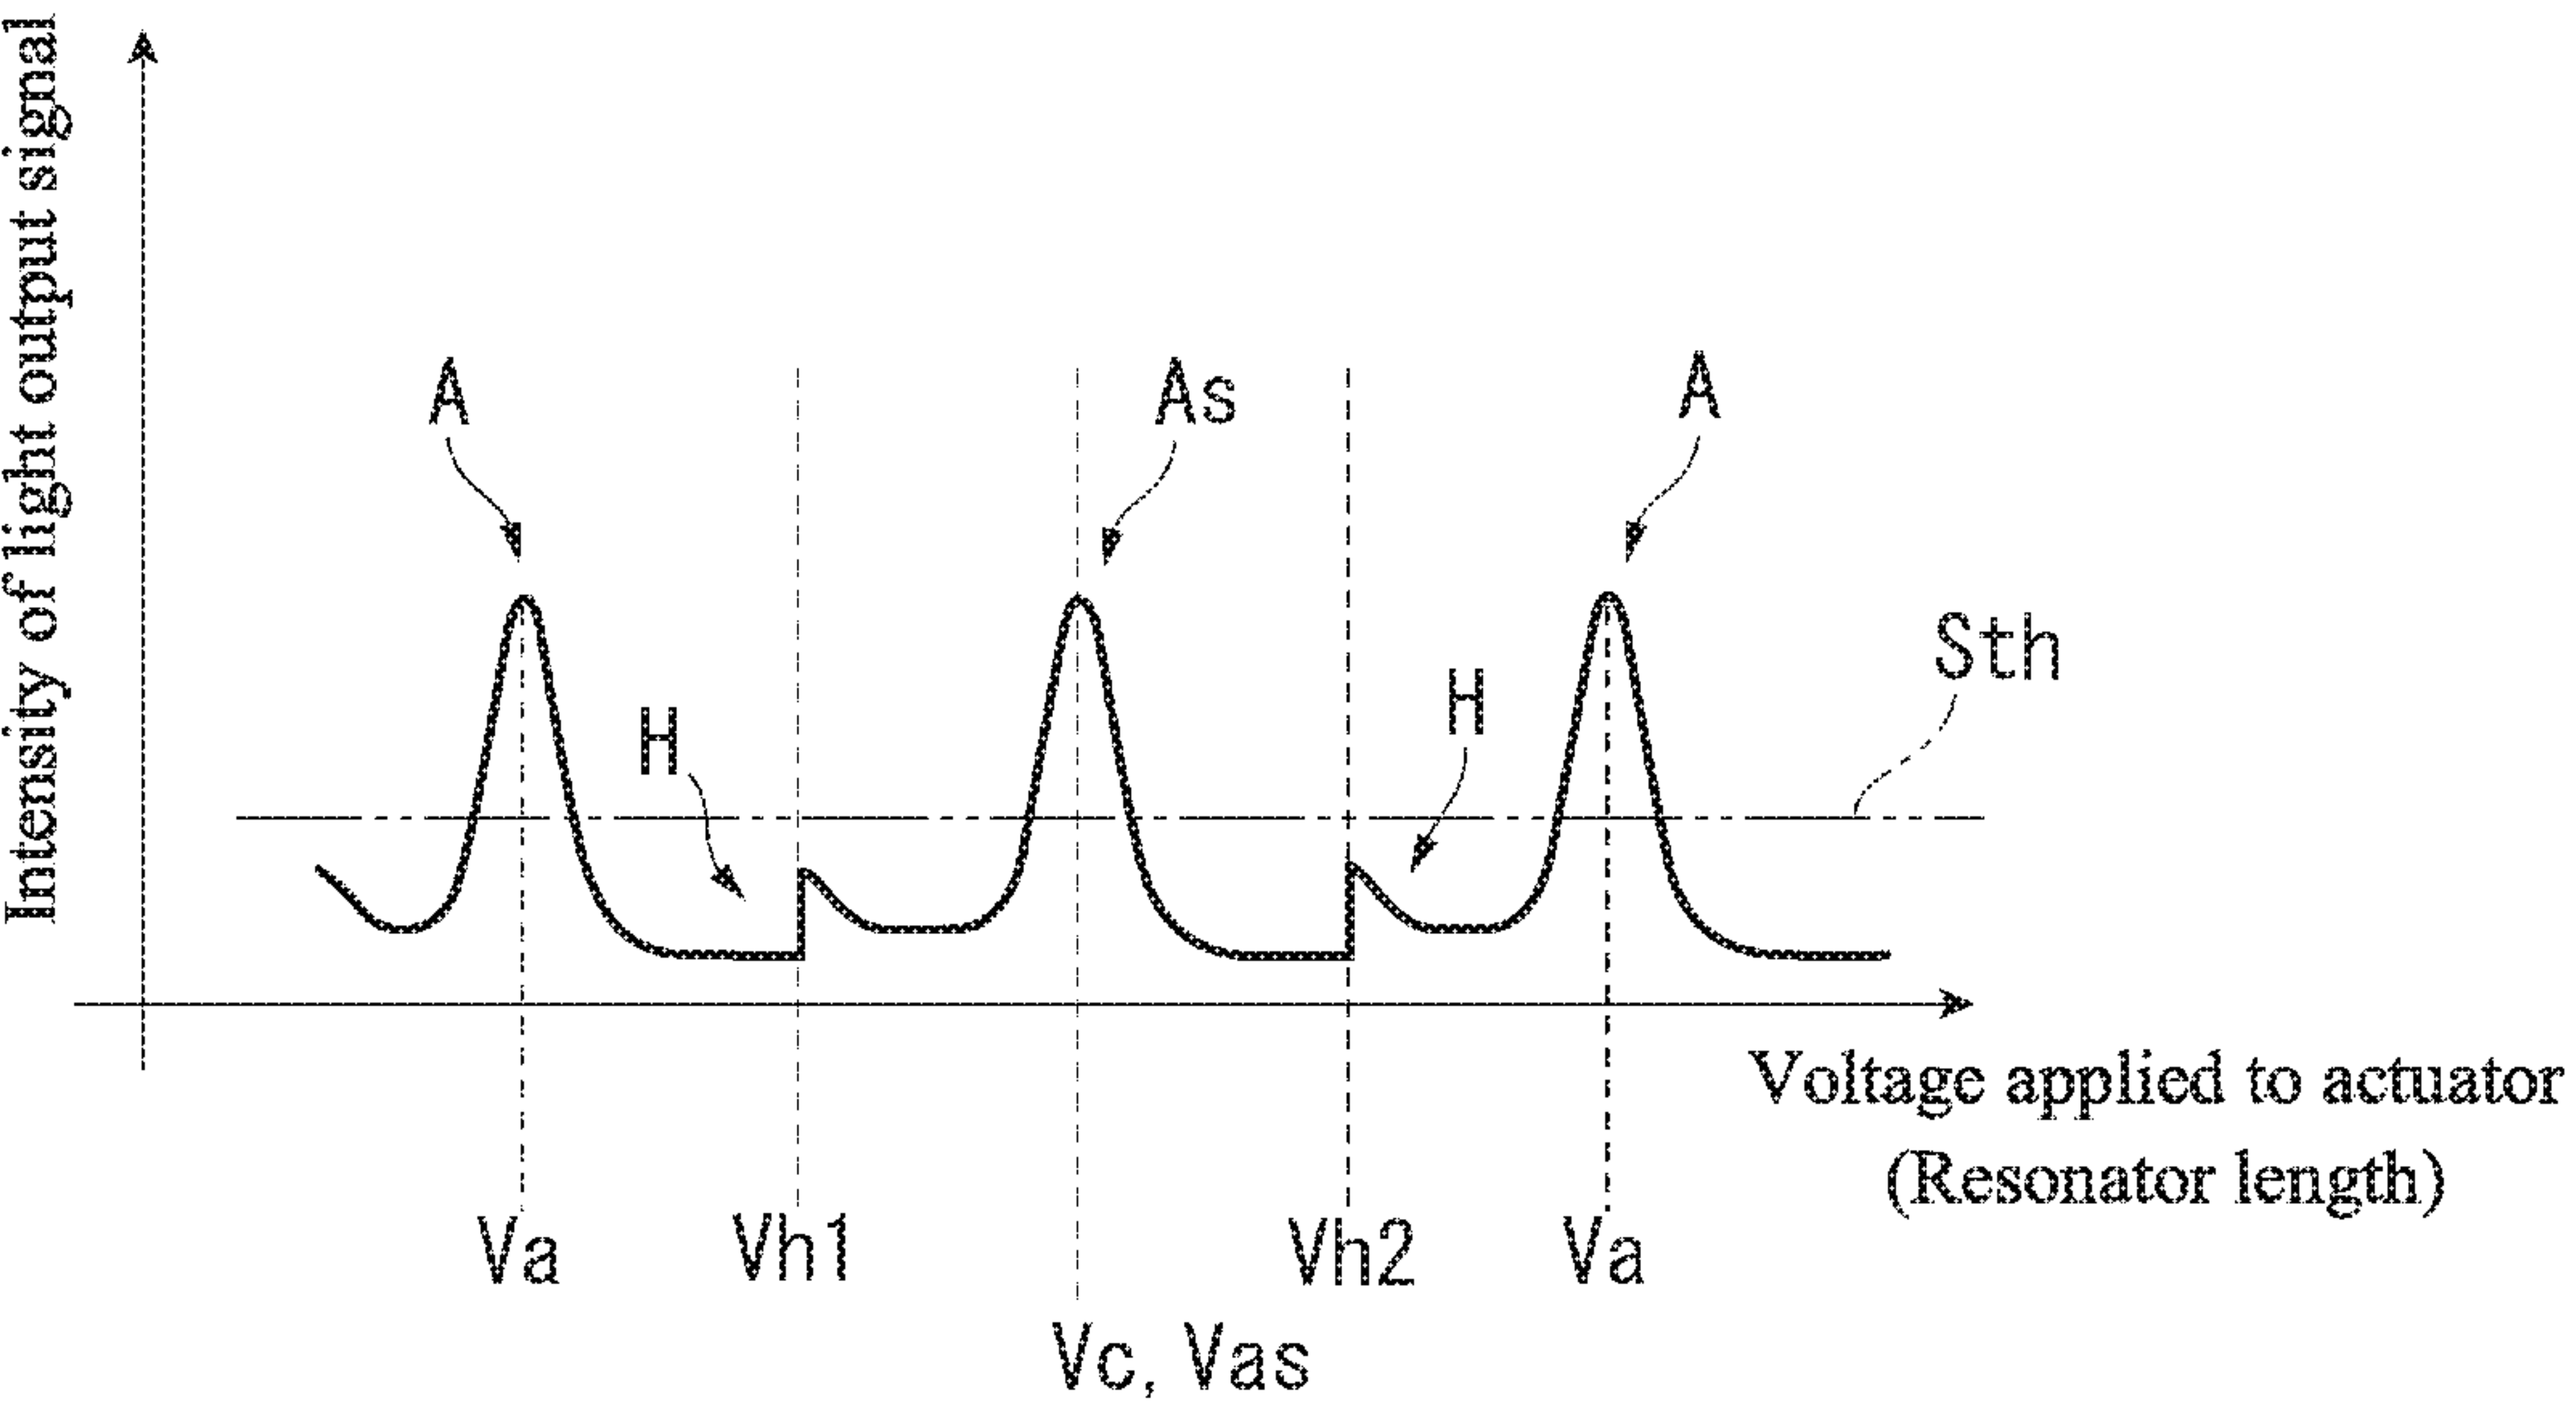 Intensity of light output signal
A
As
A
Sth
H
H
Voltage applied to actuator
(Resonator length)
Va
Vh1
Vh2
Va
Vc, Vas